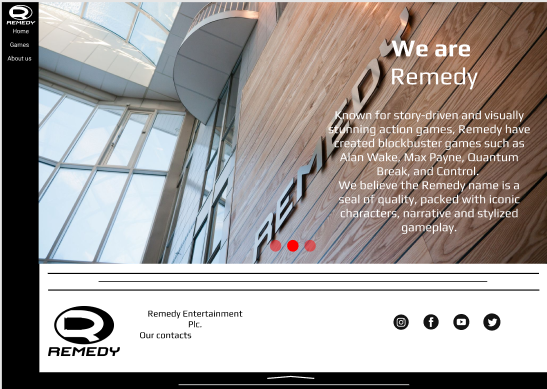 REMEDY
Home
Games
About us
REMEDY
We are
Remedy
Known for story-driven and visually
stunning action games, Remedy have
created blockbuster games such as
Alan Wake, Max Payne, Quantum
Break, and Control.
We believe the Remedy name is a
seal of quality, packed with iconic
characters, narrative and stylized
gameplay.
REMEDY
Remedy Entertainment
Plc.
Our contacts